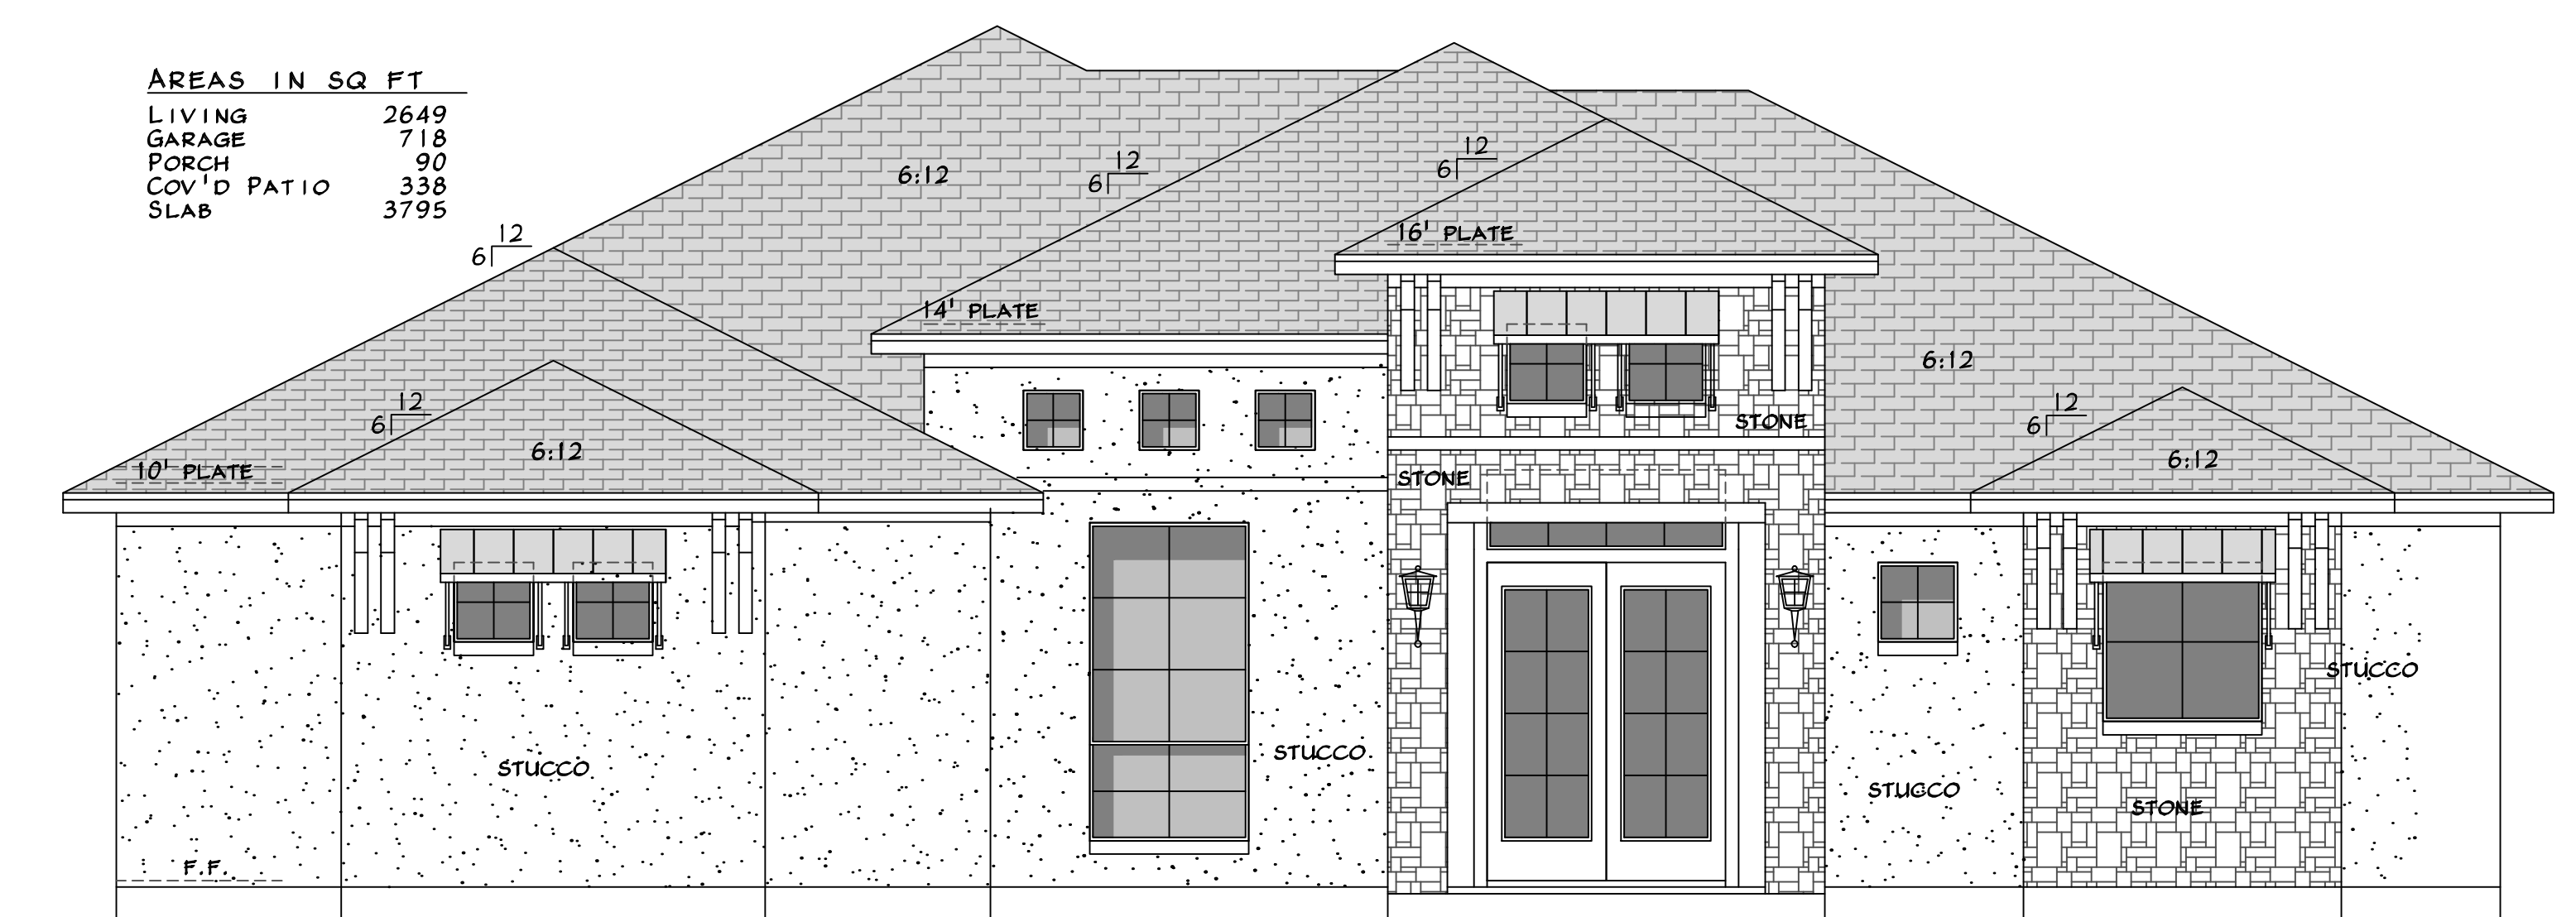 AREAS IN SQ FT
LIVING 2649
GARAGE 718
PORCH 90
COV'D PATIO 338
SLAB 3795
12
6
12
6
6:12
10' PLATE
6:12
12
6
14' PLATE
12
6
16' PLATE
STONE
STONE
6:12
12
6
6:12
STUCCO
STUCCO
STUCCO
STONE
STUCCO
F.F.